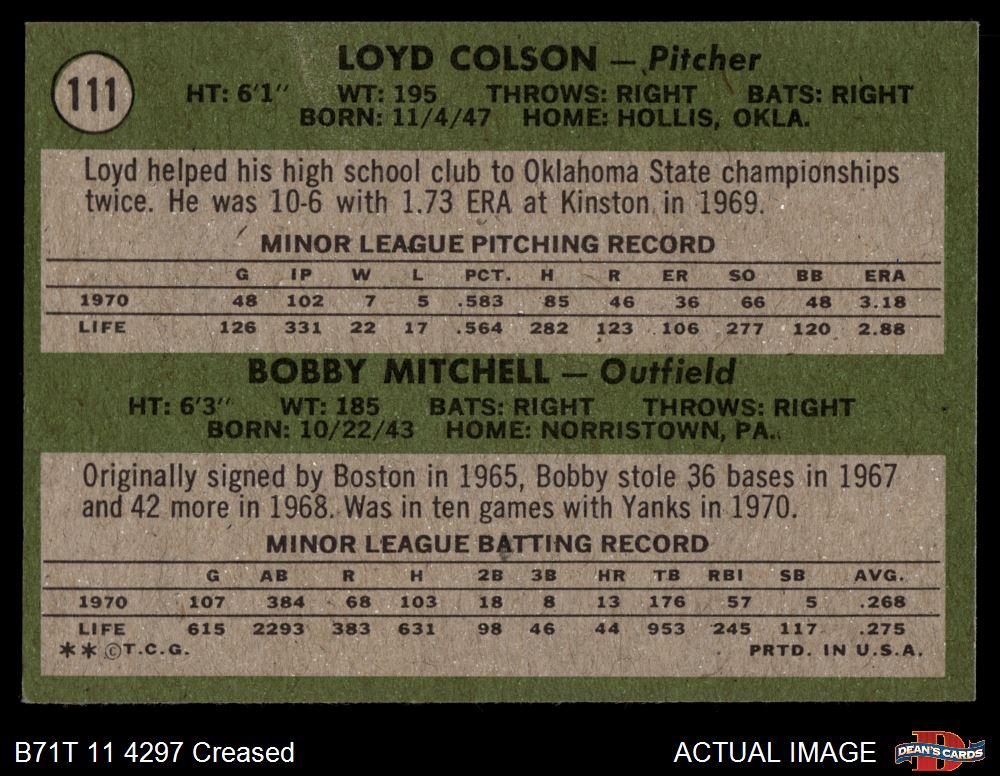 111
LOYD COLSON — Pitcher
HT: 6'1" WT: 195 THROWS: RIGHT BATS: RIGHT
BORN: 11/4/47 HOME: HOLLIS, OKLA.
Loyd helped his high school club to Oklahoma State championships
twice. He was 10-6 with 1.73 ERA at Kinston in 1969.
MINOR LEAGUE PITCHING RECORD
G IP W L PCT. H R ER SO BB ERA
1970 48 102 7 5 .583 85 46 36 66 48 3.18
LIFE 126 331 22 17 .564 282 123 106 277 120 2.88
BOBBY MITCHELL — Outfield
HT: 6'3" WT: 185 BATS: RIGHT THROWS: RIGHT
BORN: 10/22/43 HOME: NORRISTOWN, PA.
Originally signed by Boston in 1965, Bobby stole 36 bases in 1967
and 42 more in 1968. Was in ten games with Yanks in 1970.
MINOR LEAGUE BATTING RECORD
G AB R H 2B 3B HR TB RBI SB AVG.
1970 107 384 68 103 18 8 13 176 57 5 .268
LIFE 615 2293 383 631 98 46 44 953 245 117 .275
**©T.C.G. PRTD. IN U.S.A.
B71T 11 4297 Creased ACTUAL IMAGE DEAN'S CARDS